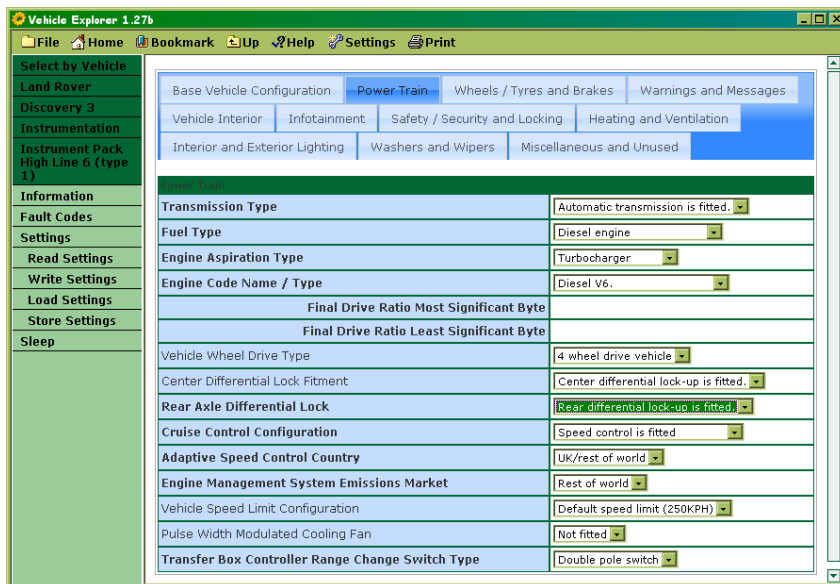 Vehicle Explorer 1.27b
File Home Bookmark Up Help Settings Print
Select by Vehicle
Land Rover
Discovery 3
Instrumentation
Instrument Pack
High Line 6 (type
1)
Information
Fault Codes
Settings
Read Settings
Write Settings
Load Settings
Store Settings
Sleep
Base Vehicle Configuration Power Train Wheels / Tyres and Brakes Warnings and Messages
Vehicle Interior Infotainment Safety / Security and Locking Heating and Ventilation
Interior and Exterior Lighting Washers and Wipers Miscellaneous and Unused
Power Train
Transmission Type Automatic transmission is fitted.
Fuel Type Diesel engine
Engine Aspiration Type Turbocharger
Engine Code Name / Type Diesel V6.
Final Drive Ratio Most Significant Byte
Final Drive Ratio Least Significant Byte
Vehicle Wheel Drive Type 4 wheel drive vehicle
Center Differential Lock Fitment Center differential lock-up is fitted.
Rear Axle Differential Lock Rear differential lock-up is fitted.
Cruise Control Configuration Speed control is fitted
Adaptive Speed Control Country UK/rest of world
Engine Management System Emissions Market Rest of world
Vehicle Speed Limit Configuration Default speed limit (250KPH)
Pulse Width Modulated Cooling Fan Not fitted
Transfer Box Controller Range Change Switch Type Double pole switch